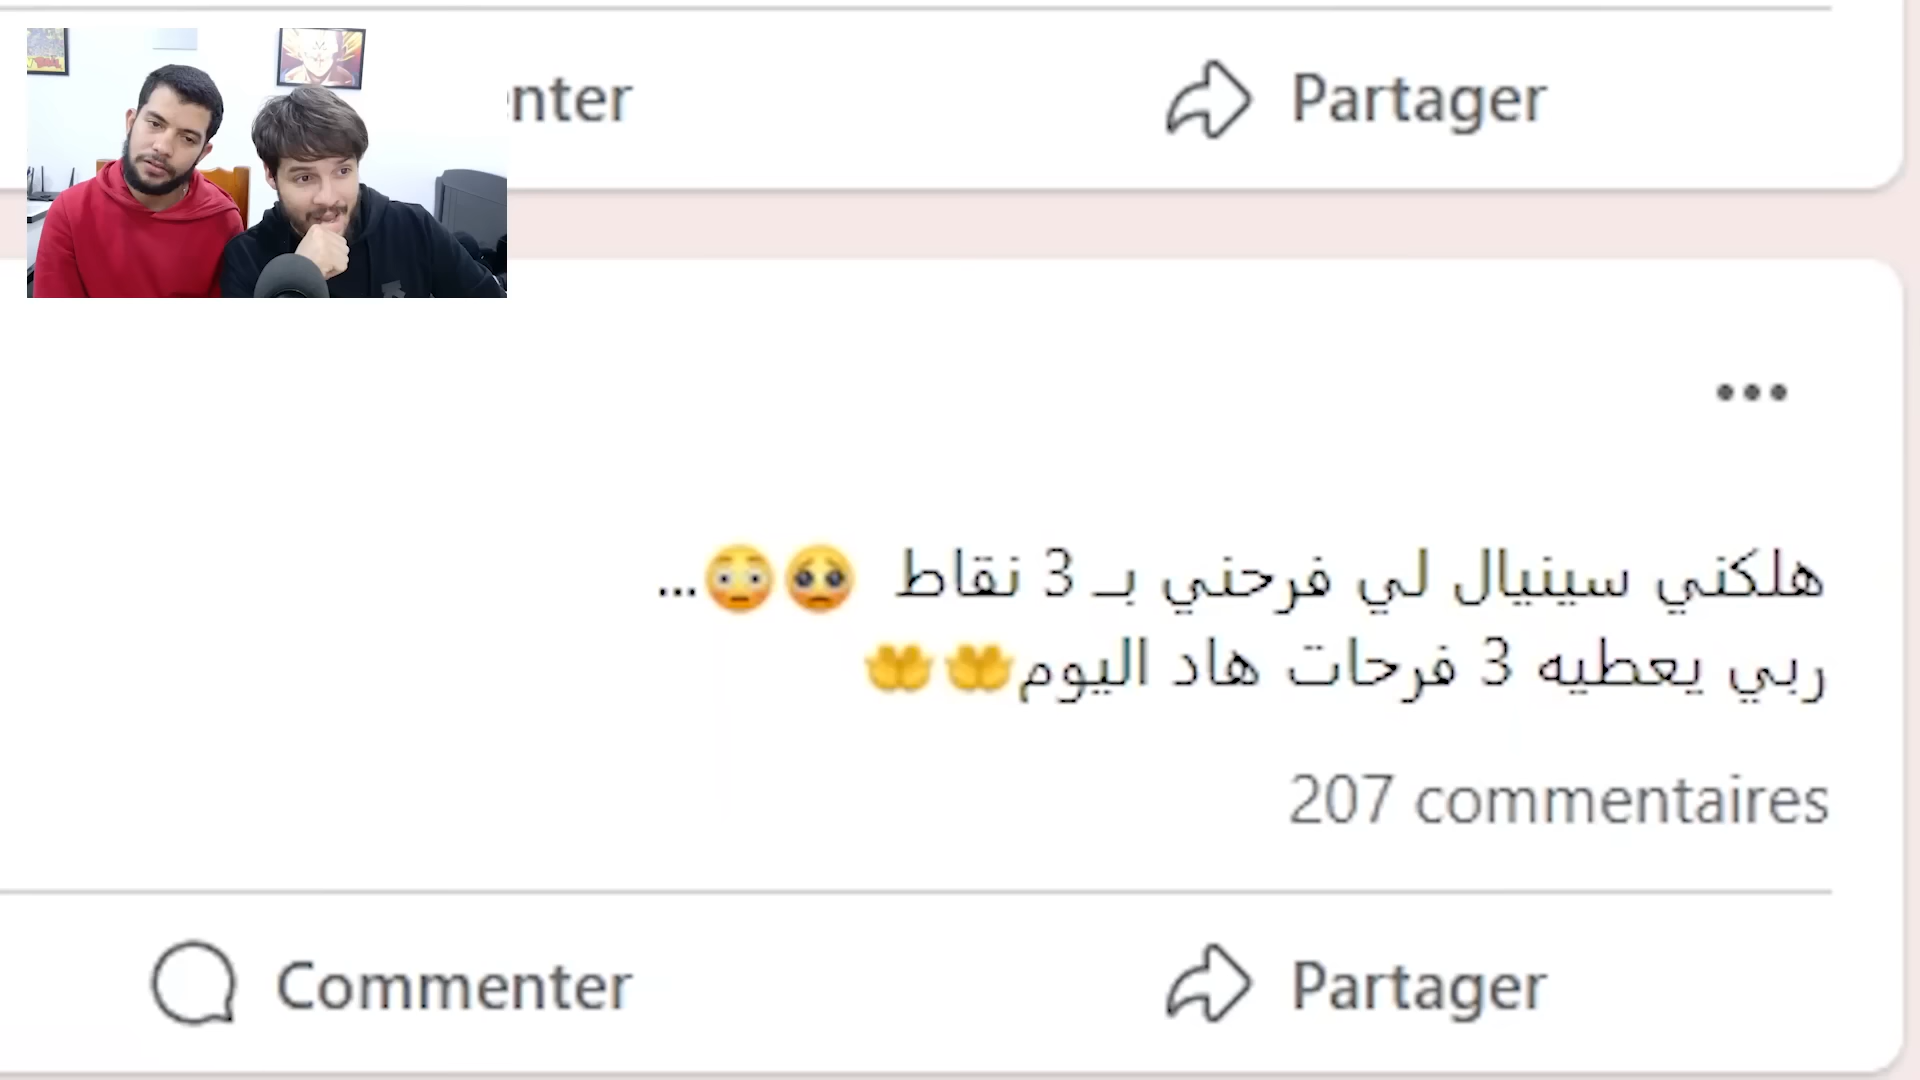 nter
Partager
هلكني سينيال لي فرحني بـ 3 نقاط 🥺😳...
ربي يعطيه 3 فرحات هاد اليوم🤲🤲
207 commentaires
Commenter
Partager